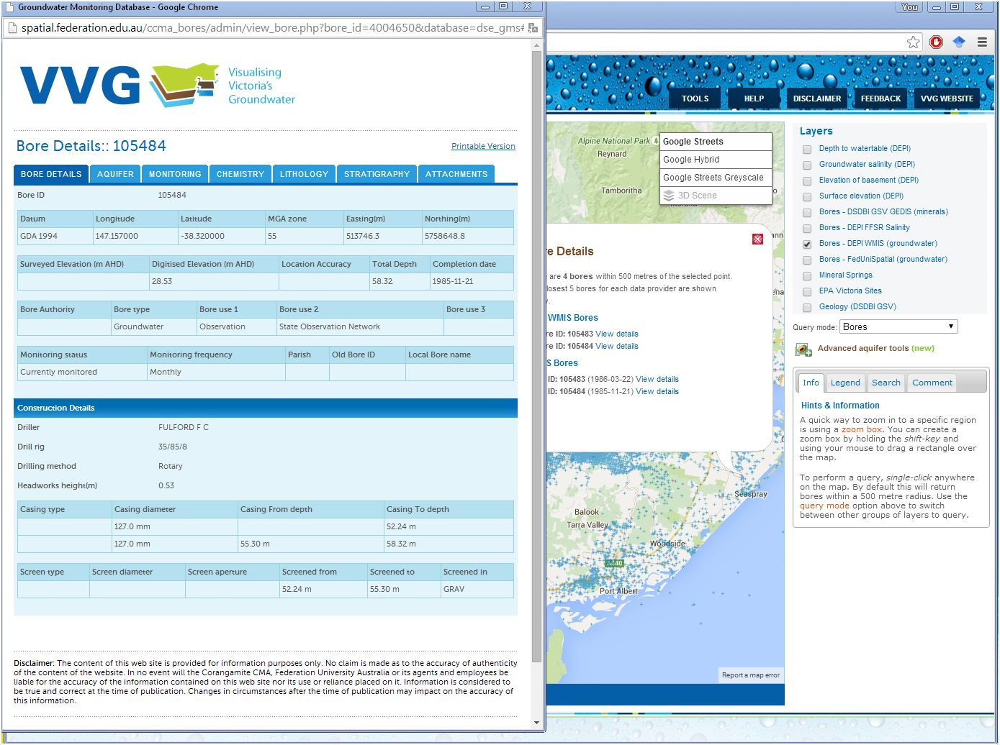 Groundwater Monitoring Database - Google Chrome
spatial.federation.edu.au/ccma_bores/admin/view_bore.php?bore_id=4004650&database=dse_gms#
VVG
Visualising
Victoria's
Groundwater
Bore Details:: 105484
Printable Version
BORE DETAILS AQUIFER MONITORING CHEMISTRY LITHOLOGY STRATIGRAPHY ATTACHMENTS
Bore ID 105484
Datum Longitude Latitude MGA zone Easting(m) Northing(m)
GDA 1994 147.157000 -38.320000 55 513746.3 5758648.8
Surveyed Elevation (m AHD) Digitised Elevation (m AHD) Location Accuracy Total Depth Completion date
28.53 58.32 1985-11-21
Bore Authority Bore type Bore use 1 Bore use 2 Bore use 3
Groundwater Observation State Observation Network
Monitoring status Monitoring frequency Parish Old Bore ID Local Bore name
Currently monitored Monthly
Construction Details
Driller FULFORD F C
Drill rig 35/85/8
Drilling method Rotary
Headworks height(m) 0.53
Casing type Casing diameter Casing From depth Casing To depth
127.0 mm 52.24 m
127.0 mm 55.30 m 58.32 m
Screen type Screen diameter Screen aperture Screened from Screened to Screened in
52.24 m 55.30 m GRAV
Disclaimer: The content of this web site is provided for information purposes only. No claim is made as to the accuracy of authenticity
of the content of the website. In no event will the Corangamite CMA, Federation University Australia or its agents and employees be
liable for the accuracy of the information contained on this web site nor its use or reliance placed on it. Information is considered to
be true and correct at the time of publication. Changes in circumstances after the time of publication may impact on the accuracy of
this information.
You
TOOLS HELP DISCLAIMER FEEDBACK VVG WEBSITE
Alpine National Park
Reynard
Tamboritha
Google Streets
Google Hybrid
Google Streets Greyscale
3D Scene
re Details
are 4 bores within 500 metres of the selected point.
losest 5 bores for each data provider are shown
WMIS Bores
re ID: 105483 View details
re ID: 105484 View details
S Bores
ID: 105483 (1986-03-22) View details
ID: 105484 (1985-11-21) View details
Seaspray
Balook
Tarra Valley
Woodside
A440
Port Albert
Report a map error
Layers
Depth to watertable (DEPI)
Groundwater salinity (DEPI)
Elevation of basement (DEPI)
Surface elevation (DEPI)
Bores - DSDBI GSV GEDIS (minerals)
Bores - DEPI FFSR Salinity
Bores - DEPI WMIS (groundwater)
Bores - FedUniSpatial (groundwater)
Mineral Springs
EPA Victoria Sites
Geology (DSDBI GSV)
Query mode: Bores
Advanced aquifer tools (new)
Info Legend Search Comment
Hints & Information
A quick way to zoom in to a specific region
is using a zoom box. You can create a
zoom box by holding the shift-key and
using your mouse to drag a rectangle over
the map.
To perform a query, single-click anywhere
on the map. By default this will return
bores within a 500 metre radius. Use the
query mode option above to switch
between other groups of layers to query.